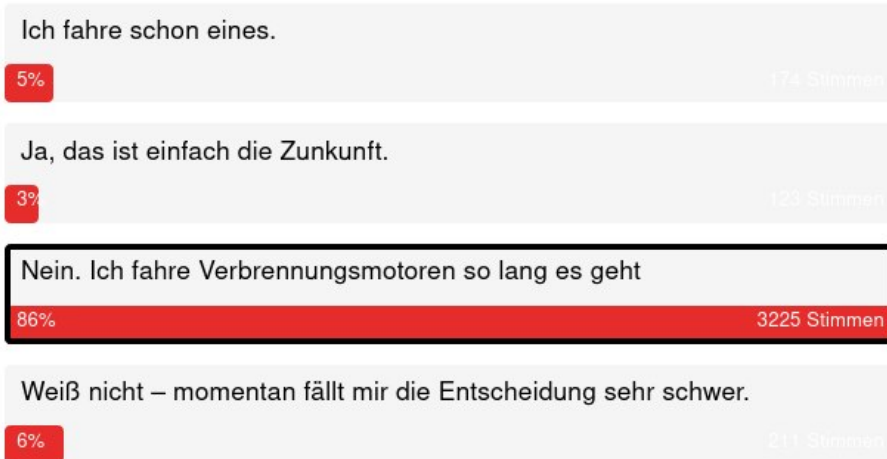 Ich fahre schon eines.
5% 174 Stimmen
Ja, das ist einfach die Zunkunft.
3% 123 Stimmen
Nein. Ich fahre Verbrennungsmotoren so lang es geht
86% 3225 Stimmen
Weiß nicht – momentan fällt mir die Entscheidung sehr schwer.
6% 211 Stimmen